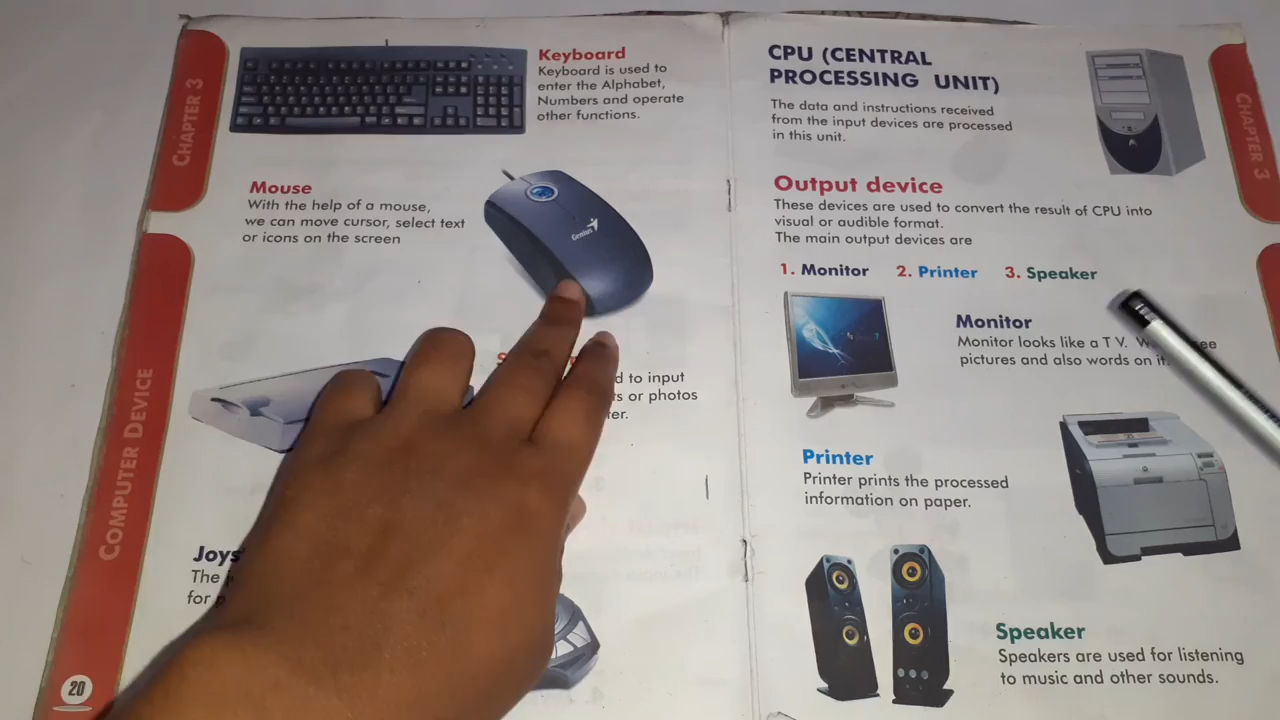 CHAPTER 3
COMPUTER DEVICE
Keyboard
Keyboard is used to
enter the Alphabet,
Numbers and operate
other functions.
Mouse
With the help of a mouse,
we can move cursor, select text
or icons on the screen
Genius
d to input
ts or photos
ter.
Joys
The
for
20
CPU (CENTRAL
PROCESSING UNIT)
The data and instructions received
from the input devices are processed
in this unit.
Output device
These devices are used to convert the result of CPU into
visual or audible format.
The main output devices are
1. Monitor 2. Printer 3. Speaker
Monitor
Monitor looks like a T V. W ee
pictures and also words on it.
Printer
Printer prints the processed
information on paper.
Speaker
Speakers are used for listening
to music and other sounds.
CHAPTER 3